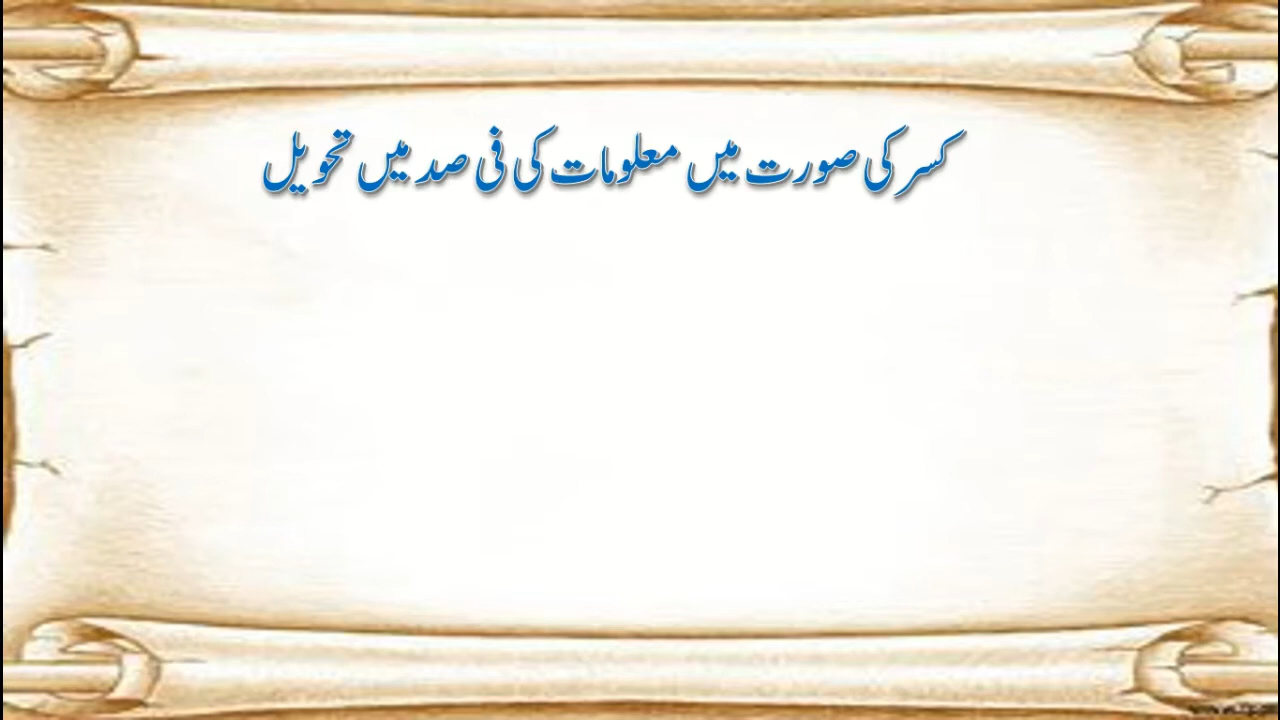 کسر کی صورت میں معلومات کی فی صد میں تحویل